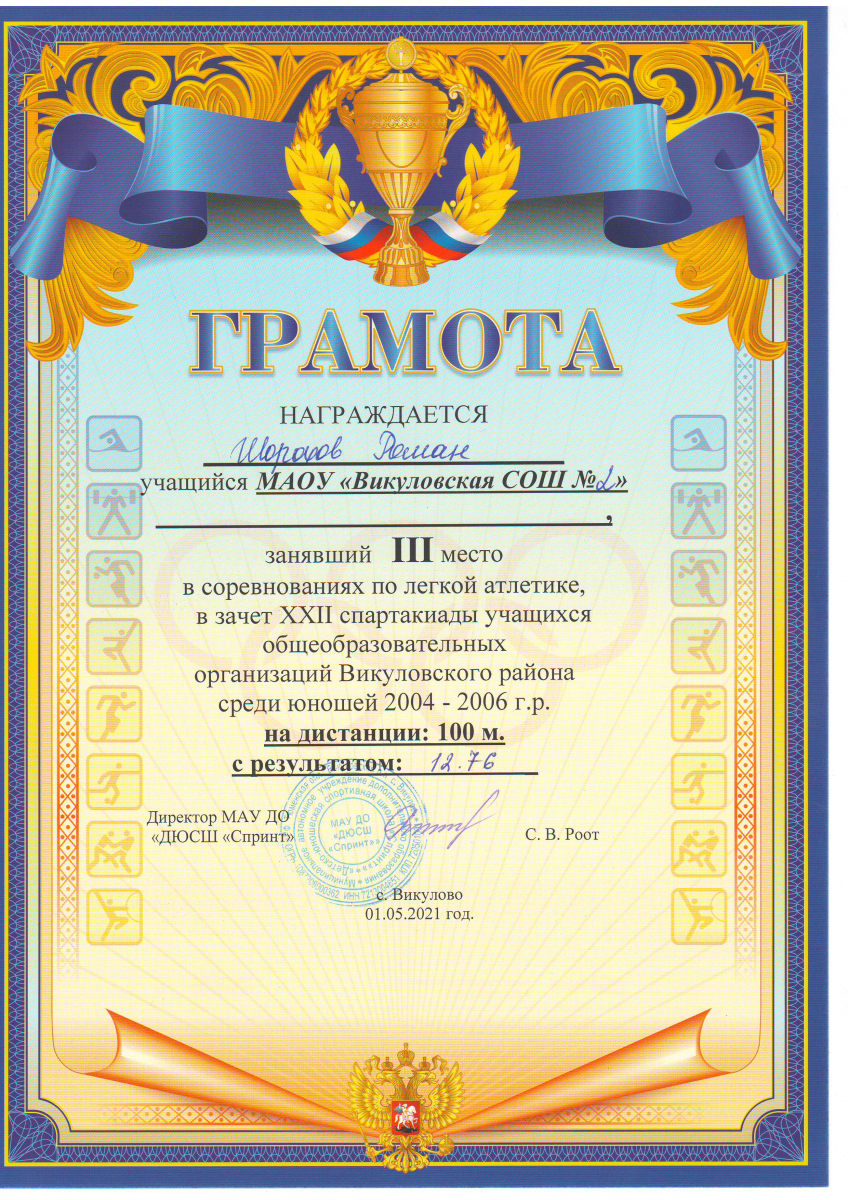 ГРАМОТА
НАГРАЖДАЕТСЯ
Роман
учащийся МАОУ «Викуловская СОШ №2»
,
занявший III место
в соревнованиях по легкой атлетике,
в зачет XXII спартакиады учащихся
общеобразовательных
организаций Викуловского района
среди юношей 2004 - 2006 г.р.
на дистанции: 100 м.
с результатом: 12.76
Директор МАУ ДО
«ДЮСШ «Спринт»
С. В. Роот
МАУ ДО
«ДЮСШ
«Спринт»»
с. Викулово
01.05.2021 год.